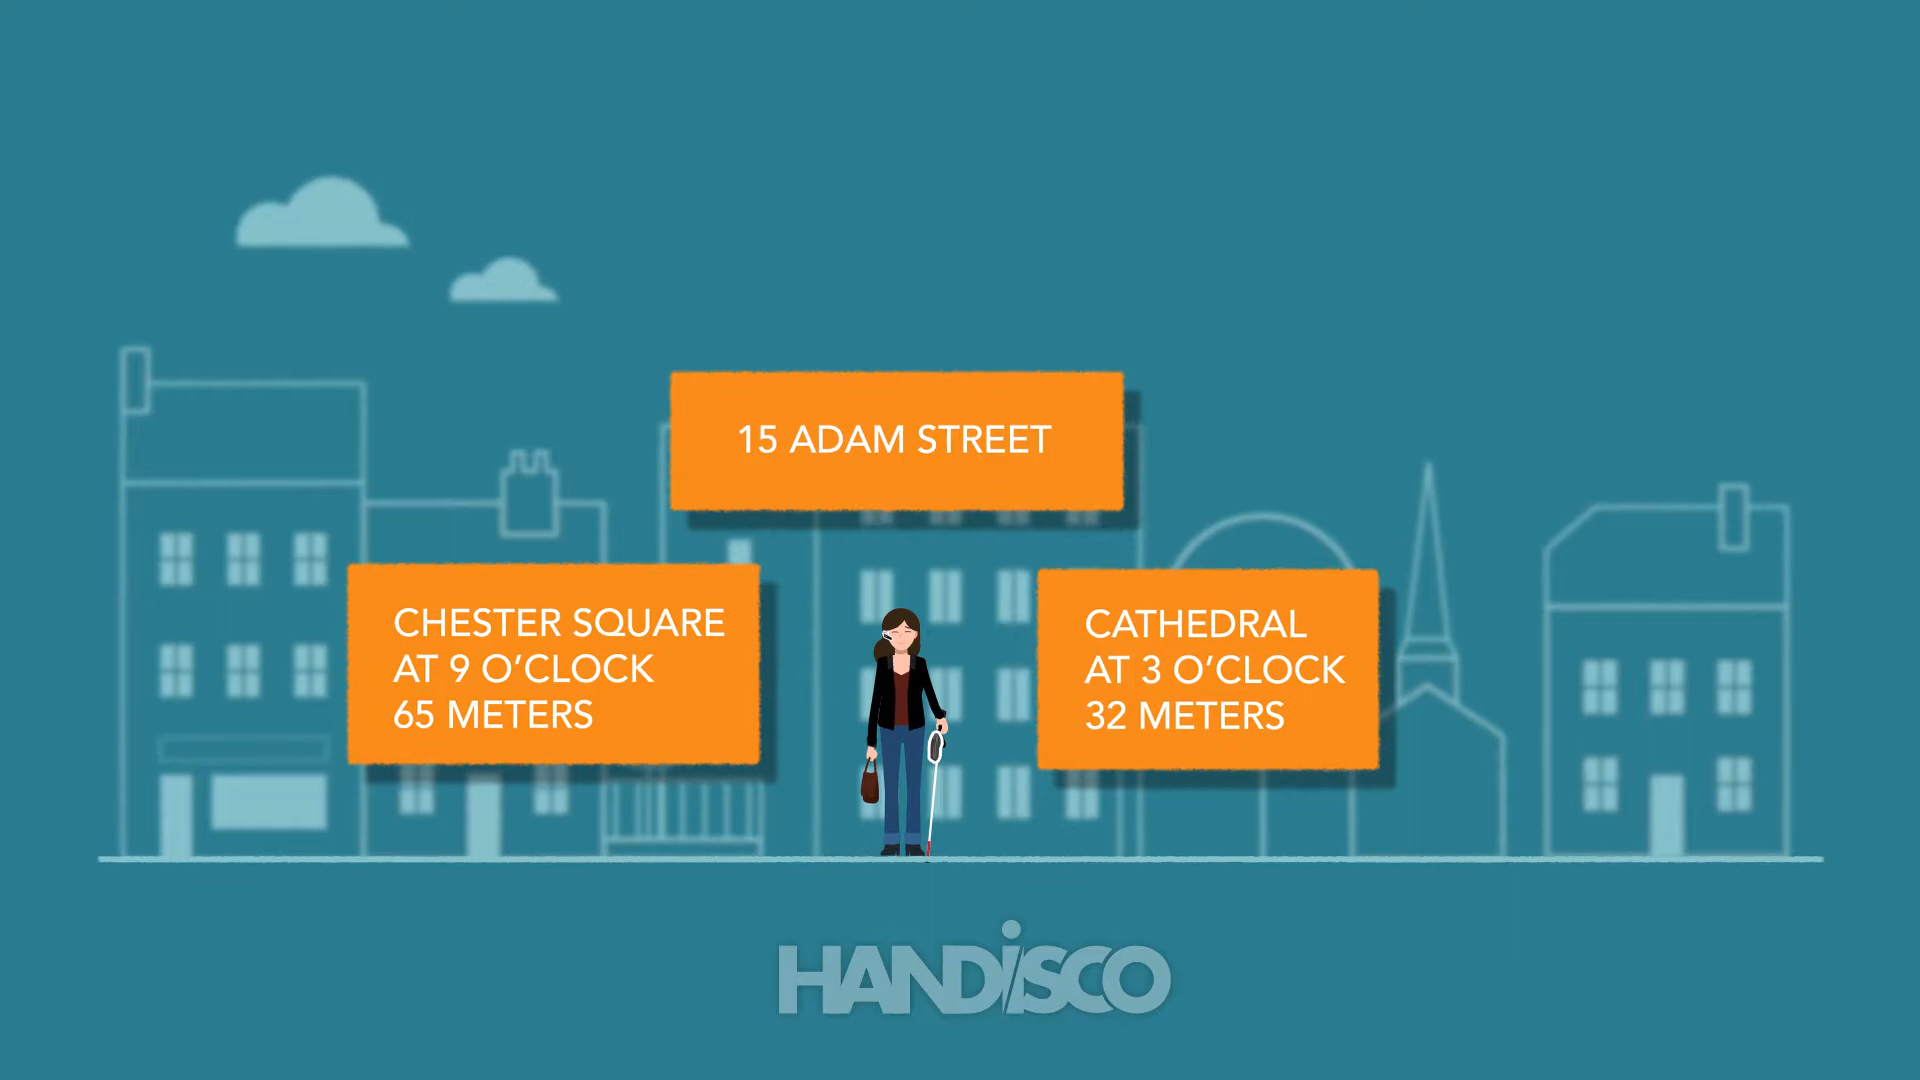 15 ADAM STREET
CHESTER SQUARE
AT 9 O’CLOCK
65 METERS
CATHEDRAL
AT 3 O’CLOCK
32 METERS
HANDiSCO